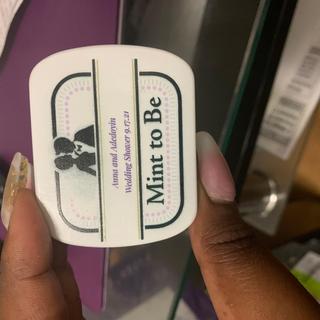 Anna and Adedoyin
Wedding Shower 9.17.21
Mint to Be